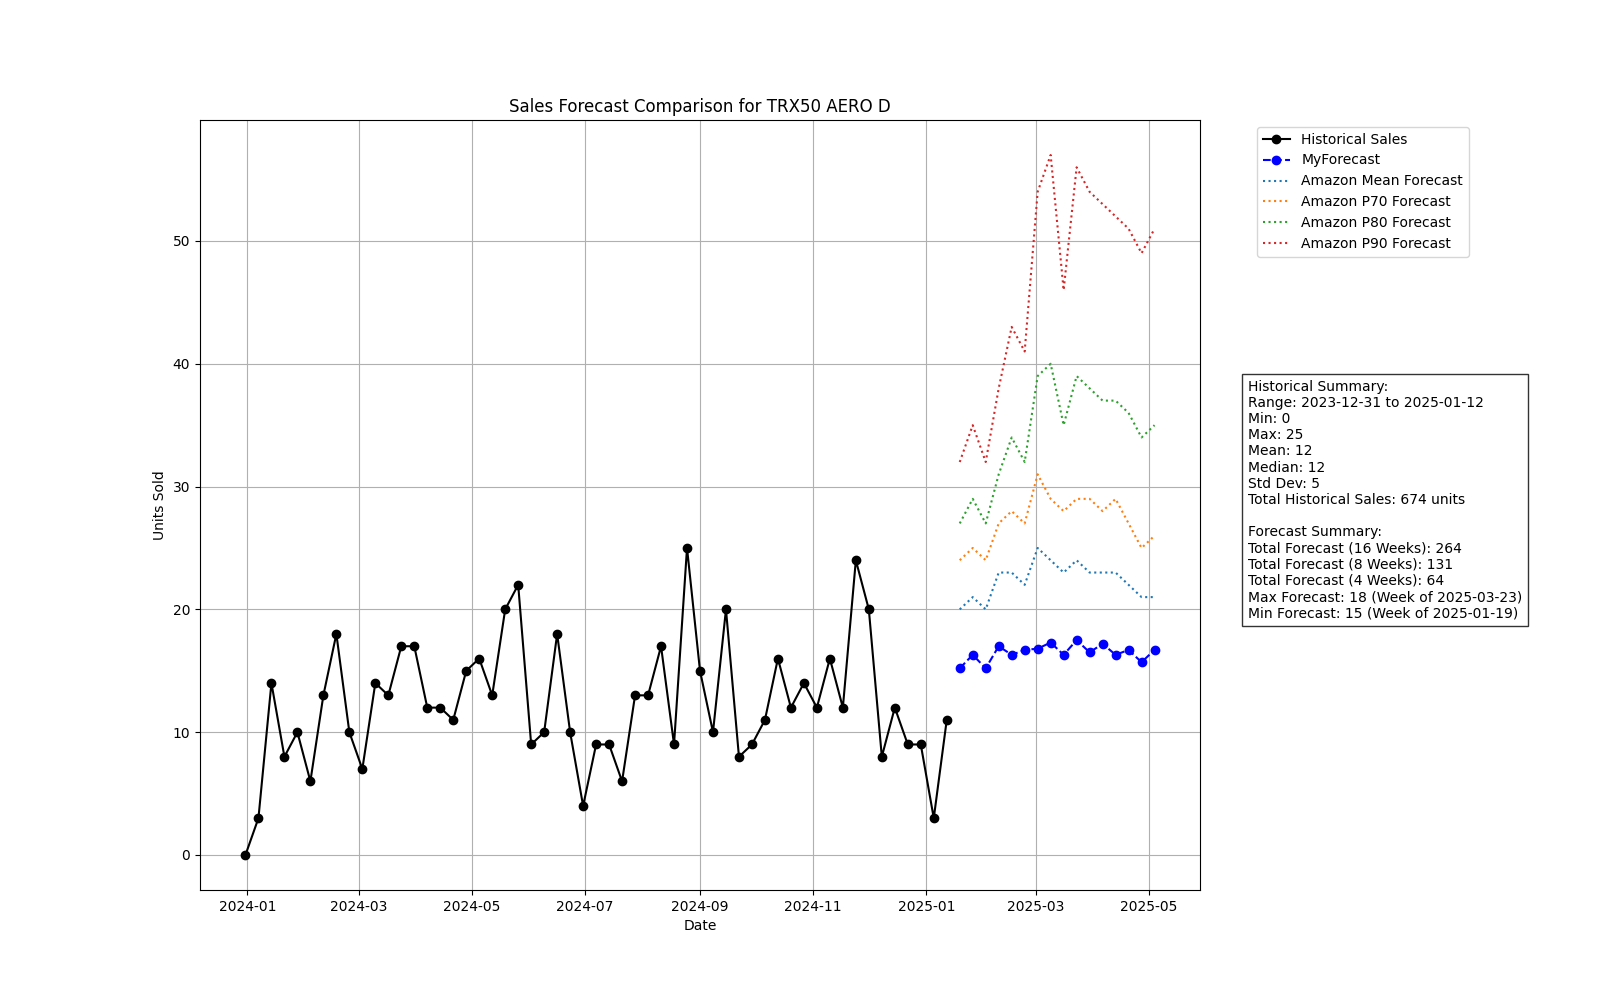 Sales Forecast Comparison for TRX50 AERO D
Historical Sales
MyForecast
Amazon Mean Forecast
Amazon P70 Forecast
Amazon P80 Forecast
Amazon P90 Forecast
Units Sold
50
40
30
20
10
0
Historical Summary:
Range: 2023-12-31 to 2025-01-12
Min: 0
Max: 25
Mean: 12
Median: 12
Std Dev: 5
Total Historical Sales: 674 units
Forecast Summary:
Total Forecast (16 Weeks): 264
Total Forecast (8 Weeks): 131
Total Forecast (4 Weeks): 64
Max Forecast: 18 (Week of 2025-03-23)
Min Forecast: 15 (Week of 2025-01-19)
2024-01 2024-03 2024-05 2024-07 2024-09 2024-11 2025-01 2025-03 2025-05
Date